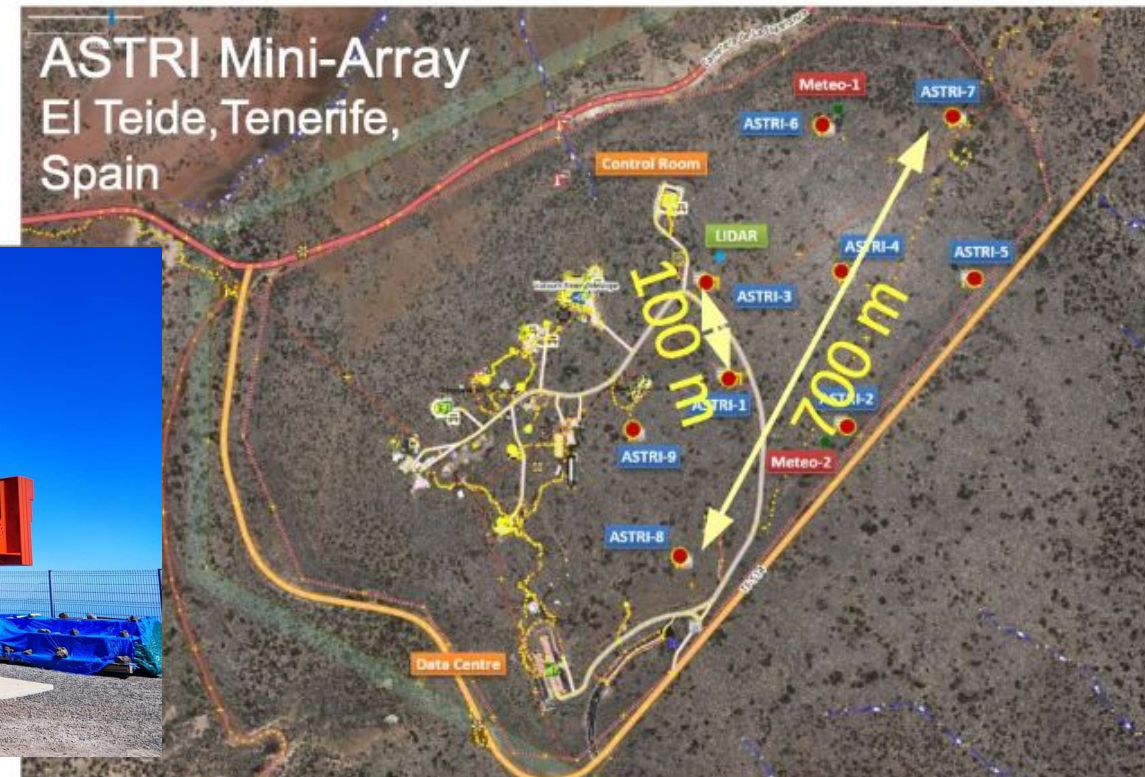 ASTRI Mini-Array
El Teide, Tenerife,
Spain
Meteo-1
ASTRI-7
ASTRI-6
Control Room
LIDAR
ASTRI-4
ASTRI-5
ASTRI-3
100 m
700 m
ASTRI-1
ASTRI-2
ASTRI-9
Meteo-2
ASTRI-8
Data Centre